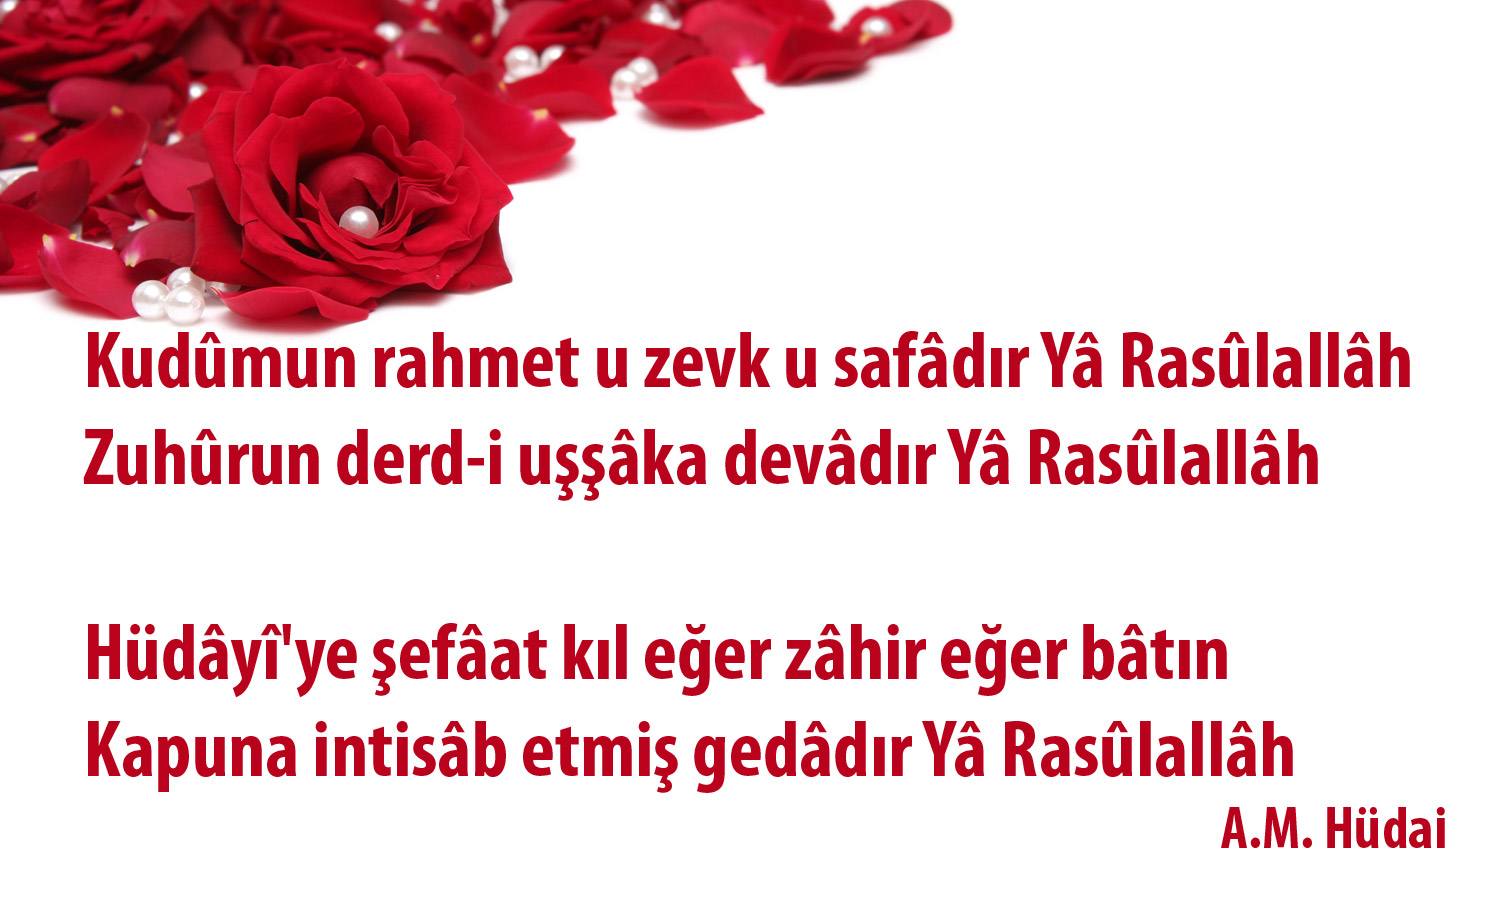 Kudûmun rahmet u zevk u safâdır Yâ Rasûlallâh
Zuhûrun derd-i uşşâka devâdır Yâ Rasûlallâh
Hüdâyî'ye şefâat kıl eğer zâhir eğer bâtın
Kapuna intisâb etmiş gedâdır Yâ Rasûlallâh
A.M. Hüdai